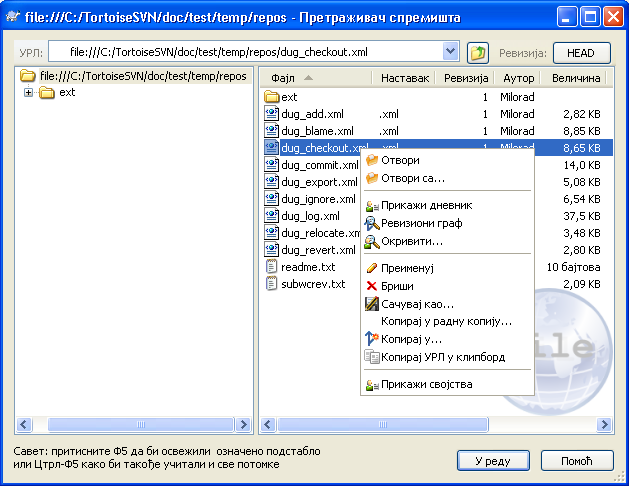 file:///C:/TortoiseSVN/doc/test/temp/repos - Претраживач спремишта
УРЛ: file:///C:/TortoiseSVN/doc/test/temp/repos/dug_checkout.xml Ревизија: HEAD
file:///C:/TortoiseSVN/doc/test/temp/repos
ext
Фајл Наставак Ревизија Аутор Величина
ext 1 Milorad
dug_add.xml .xml 1 Milorad 2,82 KB
dug_blame.xml .xml 1 Milorad 8,85 KB
dug_checkout.xml .xml 1 Milorad 8,65 KB
dug_commit.xml 14,0 KB
dug_export.xml 5,08 KB
dug_ignore.xml 6,54 KB
dug_log.xml 37,5 KB
dug_relocate.xm 3,48 KB
dug_revert.xml 2,80 KB
readme.txt 10 бајтова
subwcrev.txt 2,09 KB
Отвори
Отвори са...
Прикажи дневник
Ревизиони граф
Окривити...
Преименуј
Бриши
Сачувај као...
Копирај у радну копију...
Копирај у...
Копирај УРЛ у клипборд
Прикажи својства
ile
Савет: притисните Ф5 да би освежили означено подстабло
или Цтрл-Ф5 како би такође учитали и све потомке
У реду Помоћ